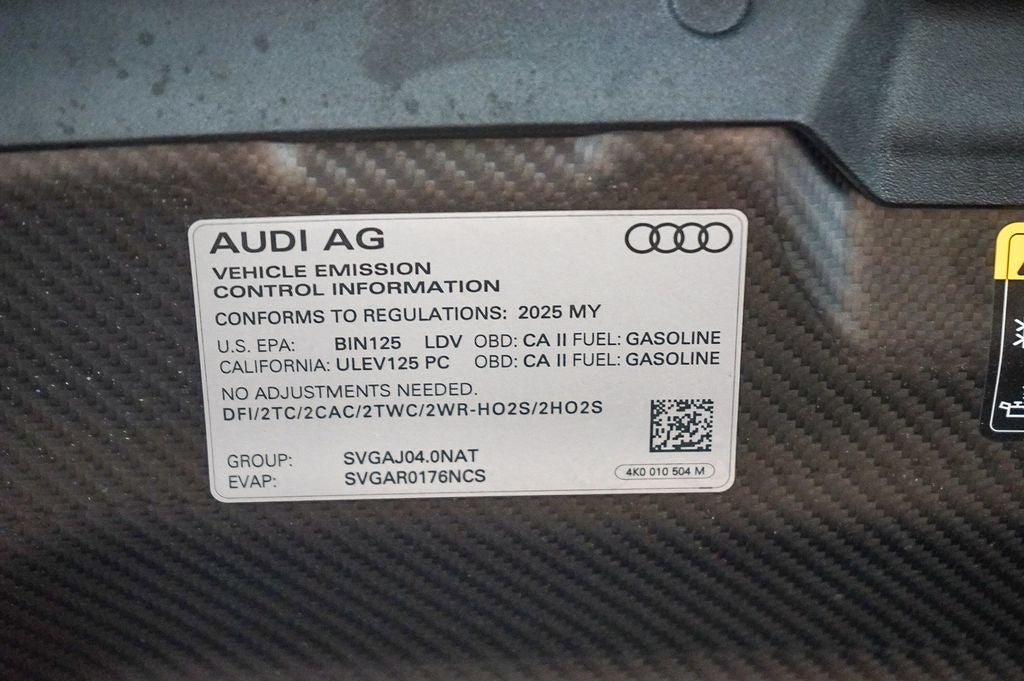 AUDI AG
VEHICLE EMISSION
CONTROL INFORMATION
CONFORMS TO REGULATIONS: 2025 MY
U.S. EPA: BIN125 LDV OBD: CA II FUEL: GASOLINE
CALIFORNIA: ULEV125 PC OBD: CA II FUEL: GASOLINE
NO ADJUSTMENTS NEEDED.
DFI/2TC/2CAC/2TWC/2WR-HO2S/2HO2S
GROUP: SVGAJ04.0NAT
EVAP: SVGAR0176NCS
4K0 010 504 M